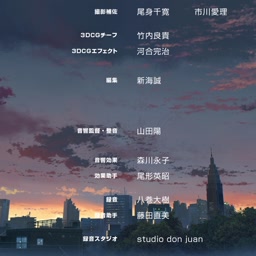 撮影補佐 尾身千寛 市川愛理
3DCGチーフ 竹内良貴
3DCGエフェクト 河合完治
編集 新海誠
音響監督・整音 山田陽
音響効果 森川永子
効果助手 尾形英昭
録音 八巻大樹
録音助手 藤田直美
録音スタジオ studio don juan